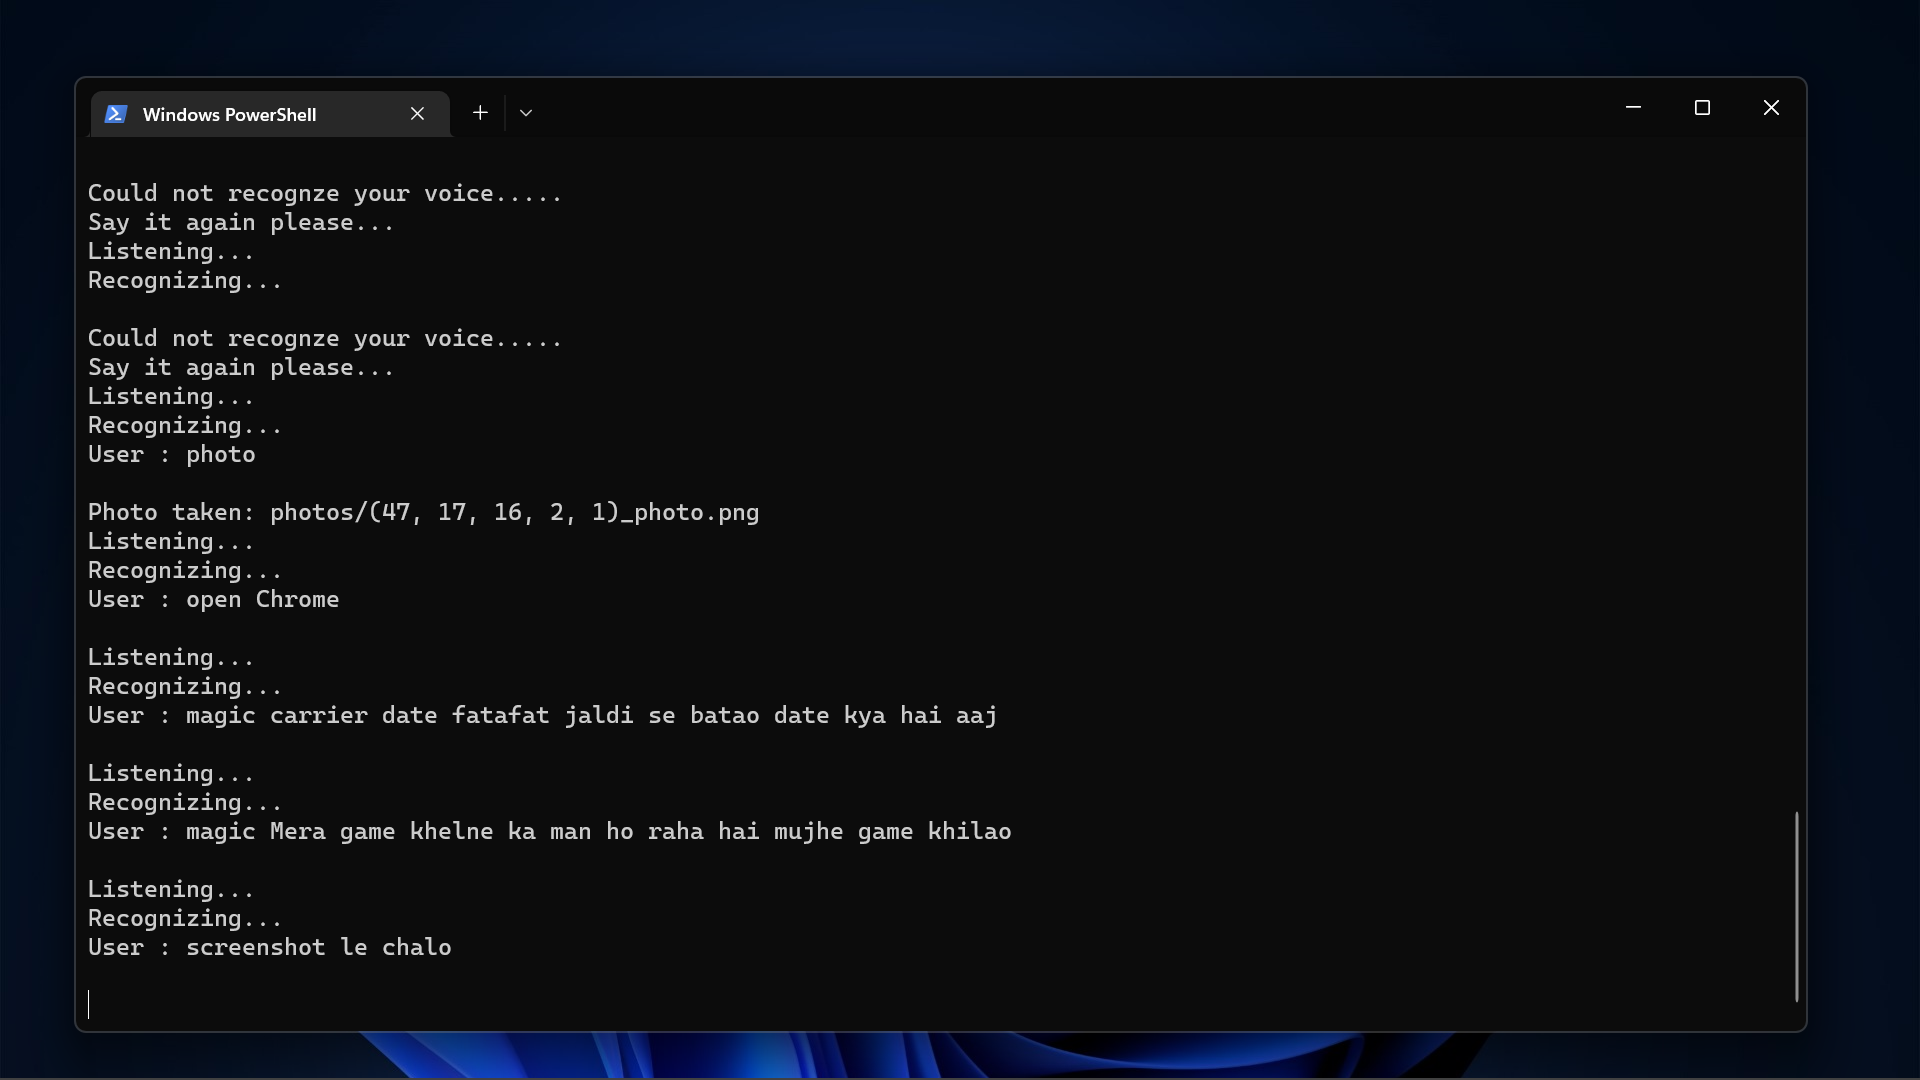 Windows PowerShell
Could not recognze your voice.....
Say it again please...
Listening...
Recognizing...
Could not recognze your voice.....
Say it again please...
Listening...
Recognizing...
User : photo
Photo taken: photos/(47, 17, 16, 2, 1)_photo.png
Listening...
Recognizing...
User : open Chrome
Listening...
Recognizing...
User : magic carrier date fatafat jaldi se batao date kya hai aaj
Listening...
Recognizing...
User : magic Mera game khelne ka man ho raha hai mujhe game khilao
Listening...
Recognizing...
User : screenshot le chalo